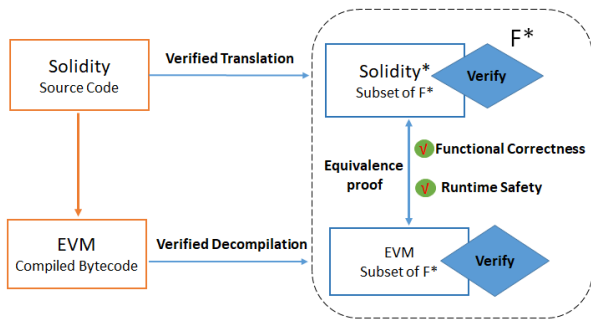 F*
Solidity
Source Code
Verified Translation
Solidity*
Subset of F*
Verify
Equivalence
proof
√ Functional Correctness
√ Runtime Safety
EVM
Compiled Bytecode
Verified Decompilation
EVM
Subset of F*
Verify